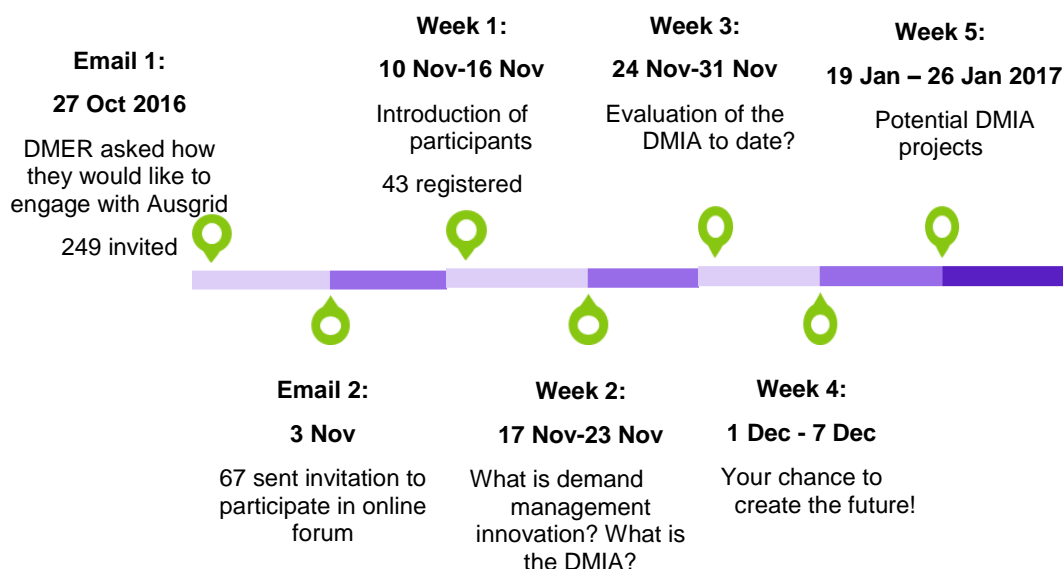 Email 1:
27 Oct 2016
DMER asked how
they would like to
engage with Ausgrid
249 invited
Email 2:
3 Nov
67 sent invitation to
participate in online
forum
Week 1:
10 Nov-16 Nov
Introduction of
participants
43 registered
Week 2:
17 Nov-23 Nov
What is demand
management
innovation? What is
the DMIA?
Week 3:
24 Nov-31 Nov
Evaluation of the
DMIA to date?
Week 4:
1 Dec - 7 Dec
Your chance to
create the future!
Week 5:
19 Jan – 26 Jan 2017
Potential DMIA
projects